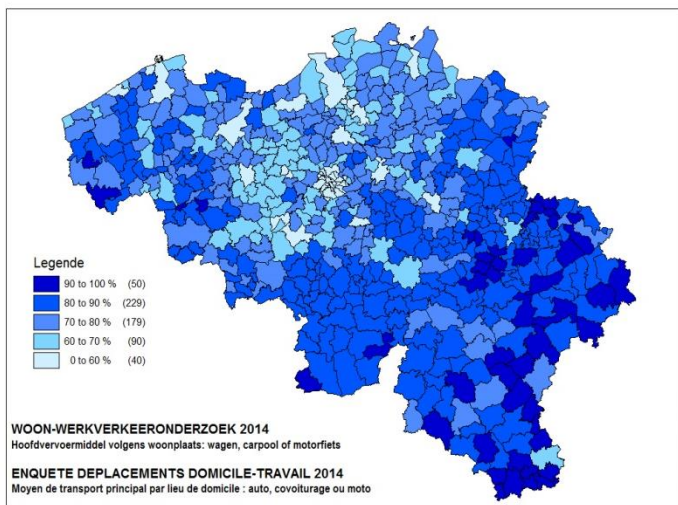 Legende
90 to 100 % (50)
80 to 90 % (229)
70 to 80 % (179)
60 to 70 % (90)
0 to 60 % (40)
WOON-WERKVERKEERONDERZOEK 2014
Hoofdvervoermiddel volgens woonplaats: wagen, carpool of motorfiets
ENQUETE DEPLACEMENTS DOMICILE-TRAVAIL 2014
Moyen de transport principal par lieu de domicile : auto, covoiturage ou moto